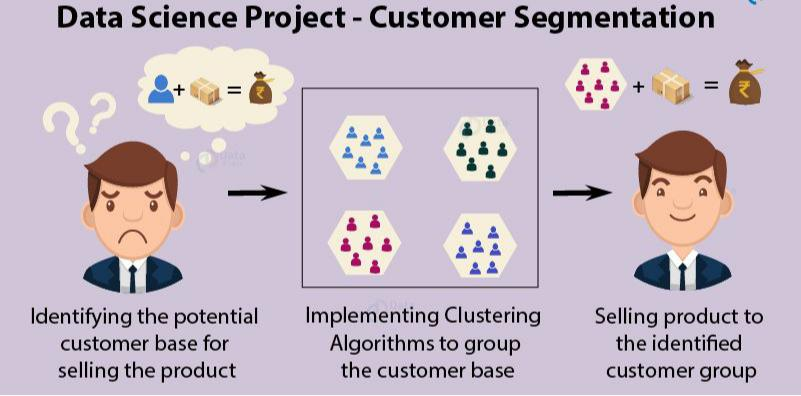 Data Science Project - Customer Segmentation
Identifying the potential
customer base for
selling the product
Implementing Clustering
Algorithms to group
the customer base
Selling product to
the identified
customer group